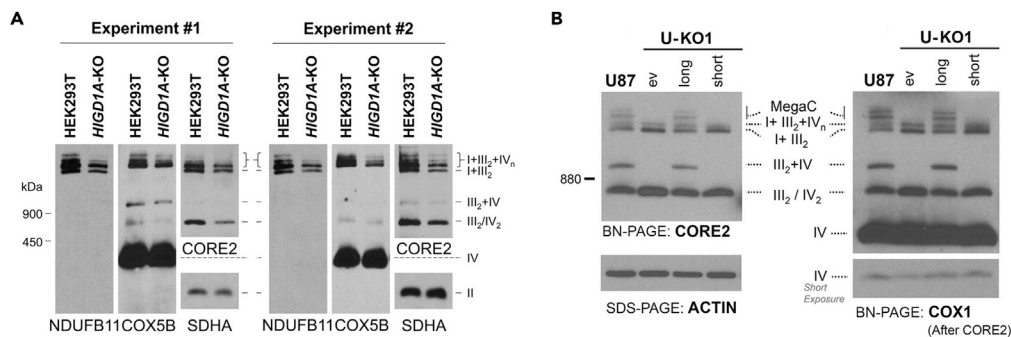 A
Experiment #1
Experiment #2
HEK293T
HIGD1A-KO
HEK293T
HIGD1A-KO
HEK293T
HIGD1A-KO
HEK293T
HIGD1A-KO
HEK293T
HIGD1A-KO
HEK293T
HIGD1A-KO
kDa
900
450
I+III2+IVn
I+III2
III2+IV
III2/IV2
CORE2
CORE2
IV
II
NDUFB11 COX5B SDHA
NDUFB11 COX5B SDHA
B
U-KO1
U87
ev
long
short
U-KO1
U87
ev
long
short
MegaC
I+ III2+IVn
I+ III2
III2+IV
880
III2 / IV2
BN-PAGE: CORE2
IV
SDS-PAGE: ACTIN
IV
Short
Exposure
BN-PAGE: COX1
(After CORE2)